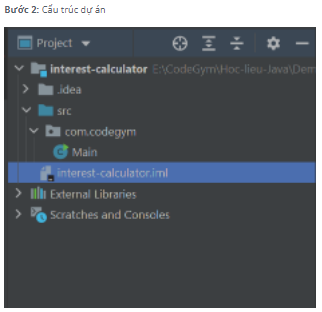 Bước 2: Cấu trúc dự án
Project
interest-calculator E:\CodeGym\Hoc-lieu-Java\Dem
.idea
src
com.codegym
Main
interest-calculator.iml
External Libraries
Scratches and Consoles